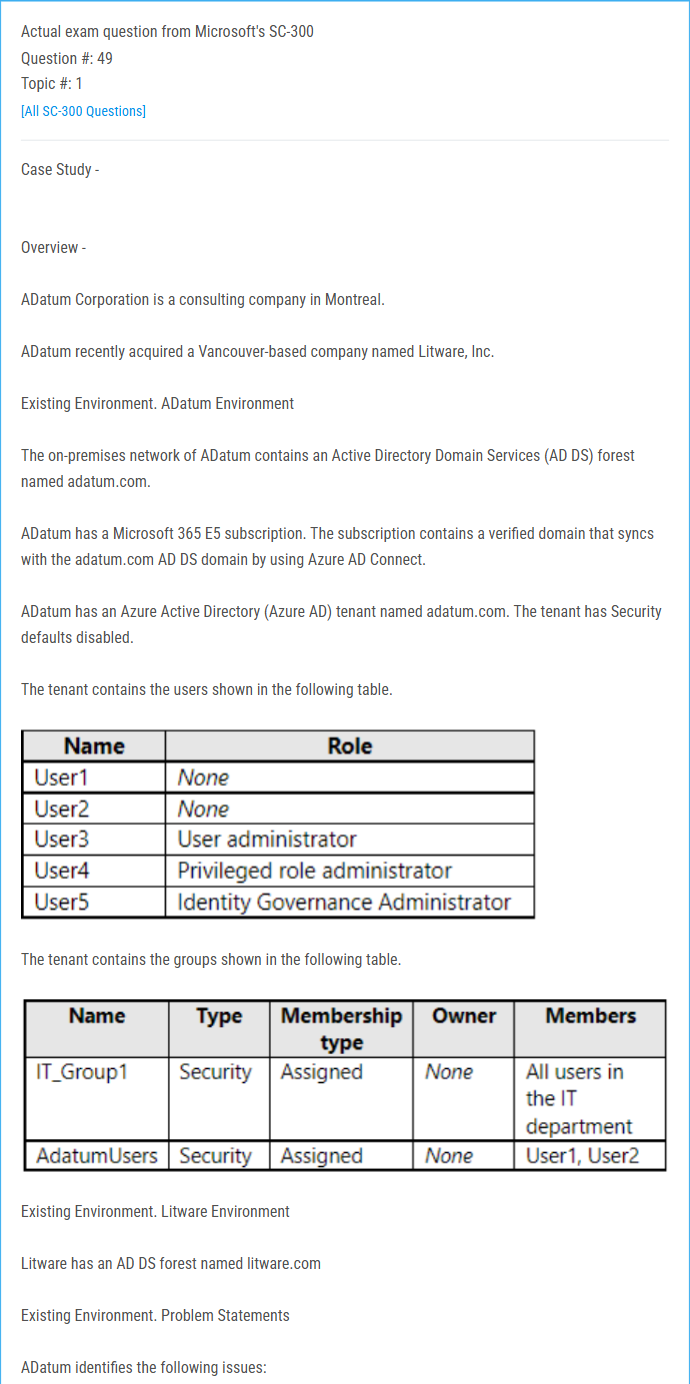 Actual exam question from Microsoft's SC-300
Question #: 49
Topic #: 1
[All SC-300 Questions]
Case Study -
Overview -
ADatum Corporation is a consulting company in Montreal.
ADatum recently acquired a Vancouver-based company named Litware, Inc.
Existing Environment. ADatum Environment
The on-premises network of ADatum contains an Active Directory Domain Services (AD DS) forest
named adatum.com.
ADatum has a Microsoft 365 E5 subscription. The subscription contains a verified domain that syncs
with the adatum.com AD DS domain by using Azure AD Connect.
ADatum has an Azure Active Directory (Azure AD) tenant named adatum.com. The tenant has Security
defaults disabled.
The tenant contains the users shown in the following table.
Name Role
User1 None
User2 None
User3 User administrator
User4 Privileged role administrator
User5 Identity Governance Administrator
The tenant contains the groups shown in the following table.
Name Type Membership Owner Members
type
IT_Group1 Security Assigned None All users in
the IT
department
AdatumUsers Security Assigned None User1, User2
Existing Environment. Litware Environment
Litware has an AD DS forest named litware.com
Existing Environment. Problem Statements
ADatum identifies the following issues: